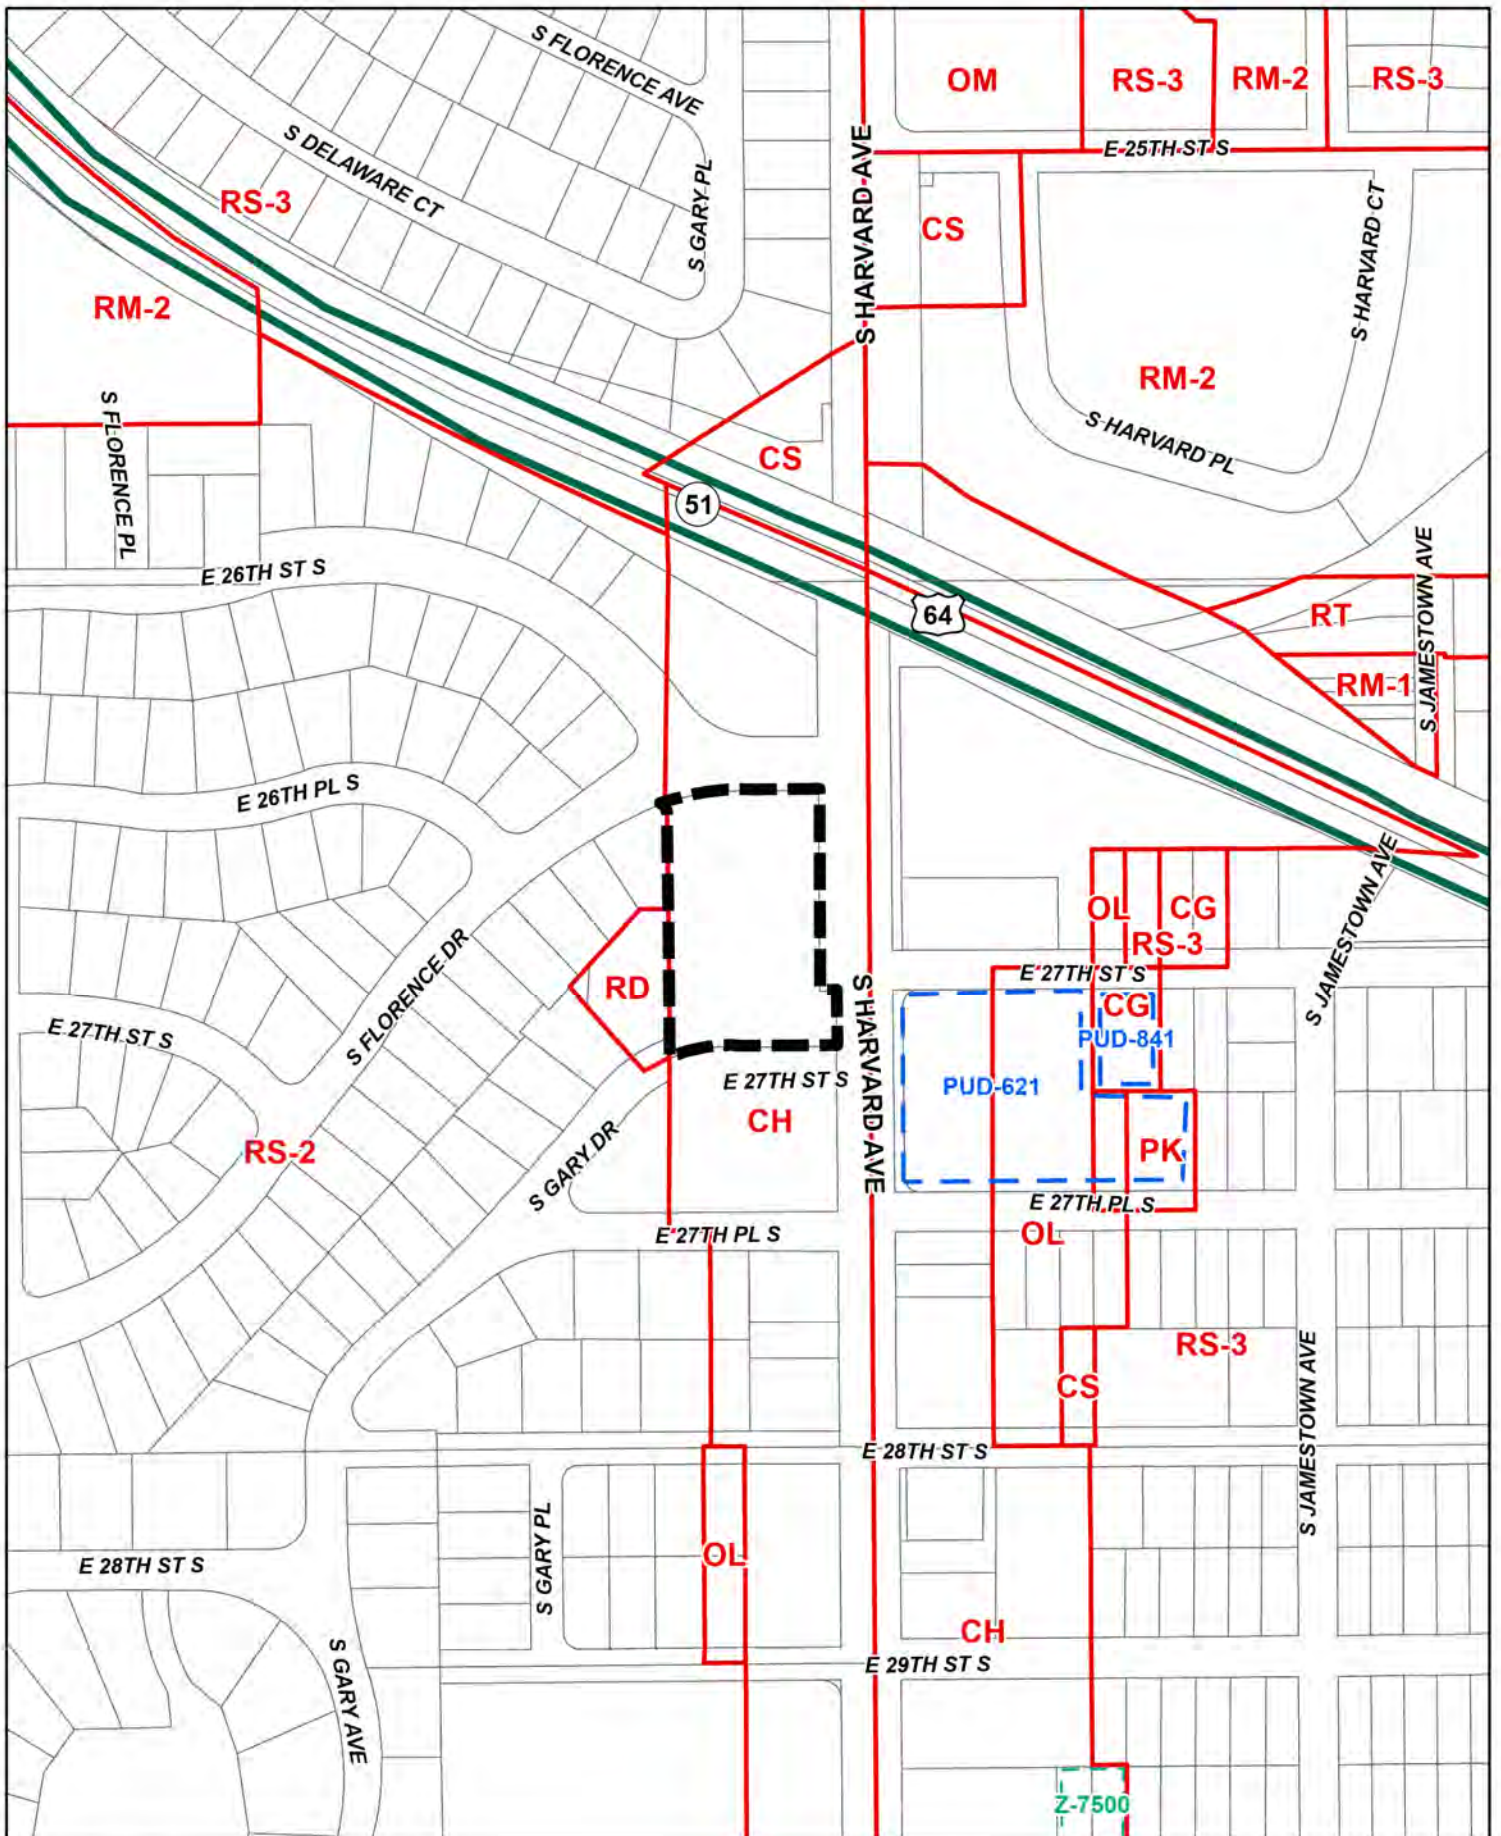 S FLORENCE AVE
OM
RS-3
RM-2
RS-3
S DELAWARE CT
E 25TH ST S
S HARVARD AVE
RS-3
S GARY PL
CS
S HARVARD CT
RM-2
RM-2
S HARVARD PL
S FLORENCE PL
CS
51
E 26TH ST S
64
RT
S JAMESTOWN AVE
RM-1
E 26TH PL S
OL
CG
RS-3
S JAMESTOWN AVE
S FLORENCE DR
E 27TH ST S
RD
CG
E 27TH ST S
PUD-841
S HARVARD AVE
E 27TH ST S
PUD-621
CH
RS-2
PK
S GARY DR
E 27TH PL S
E 27TH PL S
OL
RS-3
CS
S JAMESTOWN AVE
E 28TH ST S
S GARY PL
OL
E 28TH ST S
CH
E 29TH ST S
S GARY AVE
Z-7500